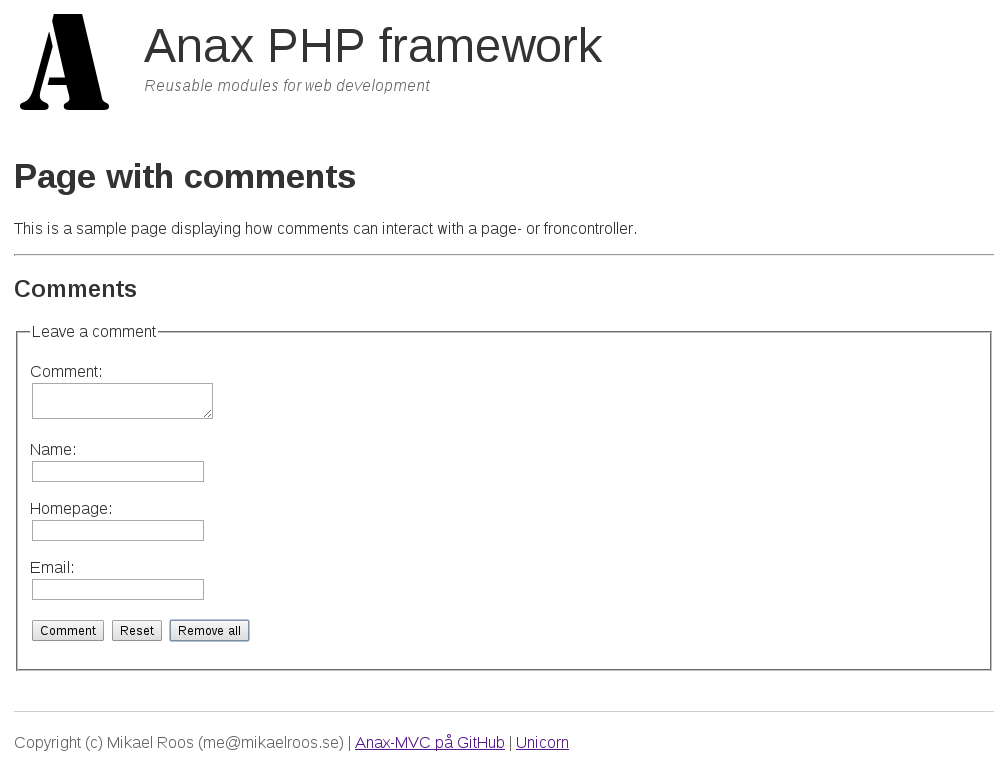 A
Anax PHP framework
Reusable modules for web development
Page with comments
This is a sample page displaying how comments can interact with a page- or froncontroller.
Comments
Leave a comment
Comment:
Name:
Homepage:
Email:
Comment Reset Remove all
Copyright (c) Mikael Roos (me@mikaelroos.se) | Anax-MVC på GitHub | Unicorn